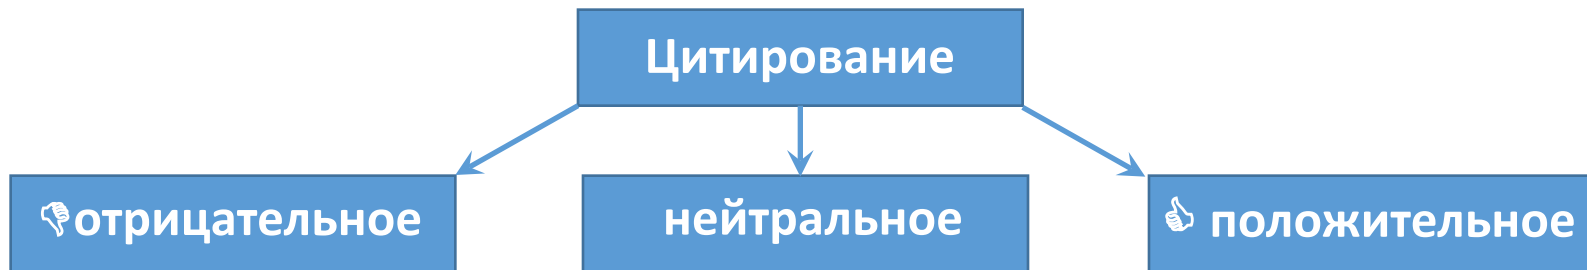 Цитирование
👎отрицательное
нейтральное
👍 положительное